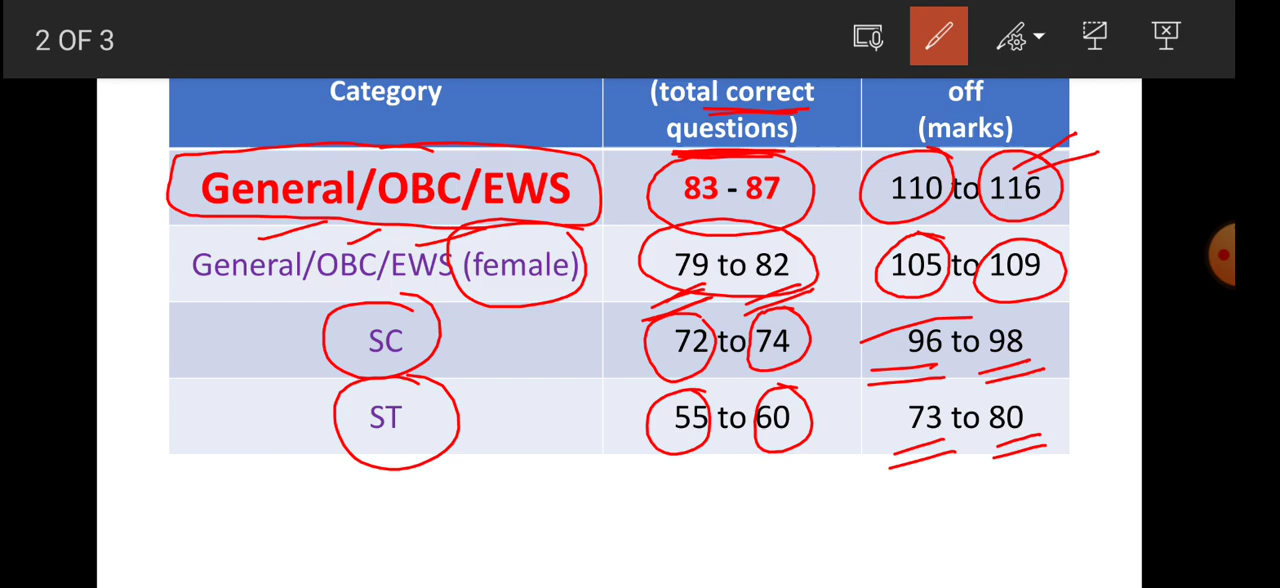 2 OF 3
Category
(total correct
questions)
off
(marks)
General/OBC/EWS
83 - 87
110 to 116
General/OBC/EWS (female)
79 to 82
105 to 109
SC
72 to 74
96 to 98
ST
55 to 60
73 to 80